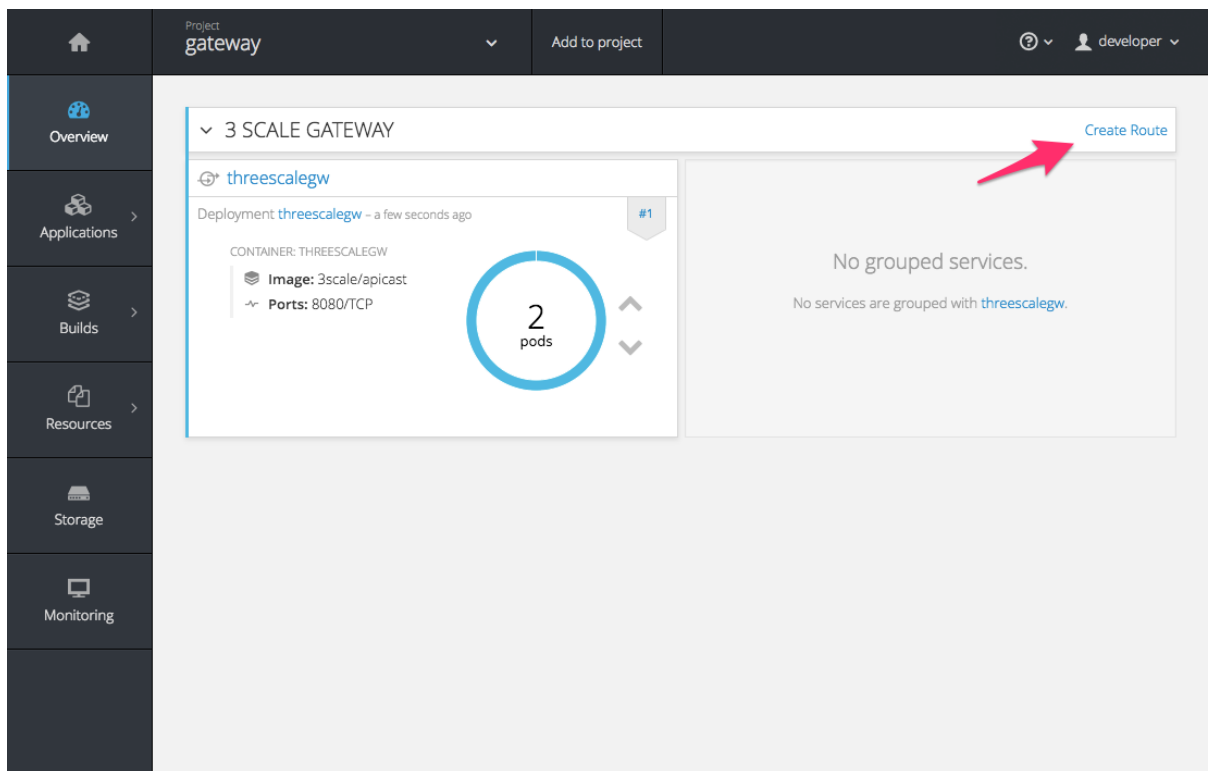 Project
gateway
Add to project
developer
Overview
Applications
Builds
Resources
Storage
Monitoring
3 SCALE GATEWAY
Create Route
threescalegw
Deployment threescalegw – a few seconds ago
#1
CONTAINER: THREESCALEGW
Image: 3scale/apicast
Ports: 8080/TCP
2
pods
No grouped services.
No services are grouped with threescalegw.